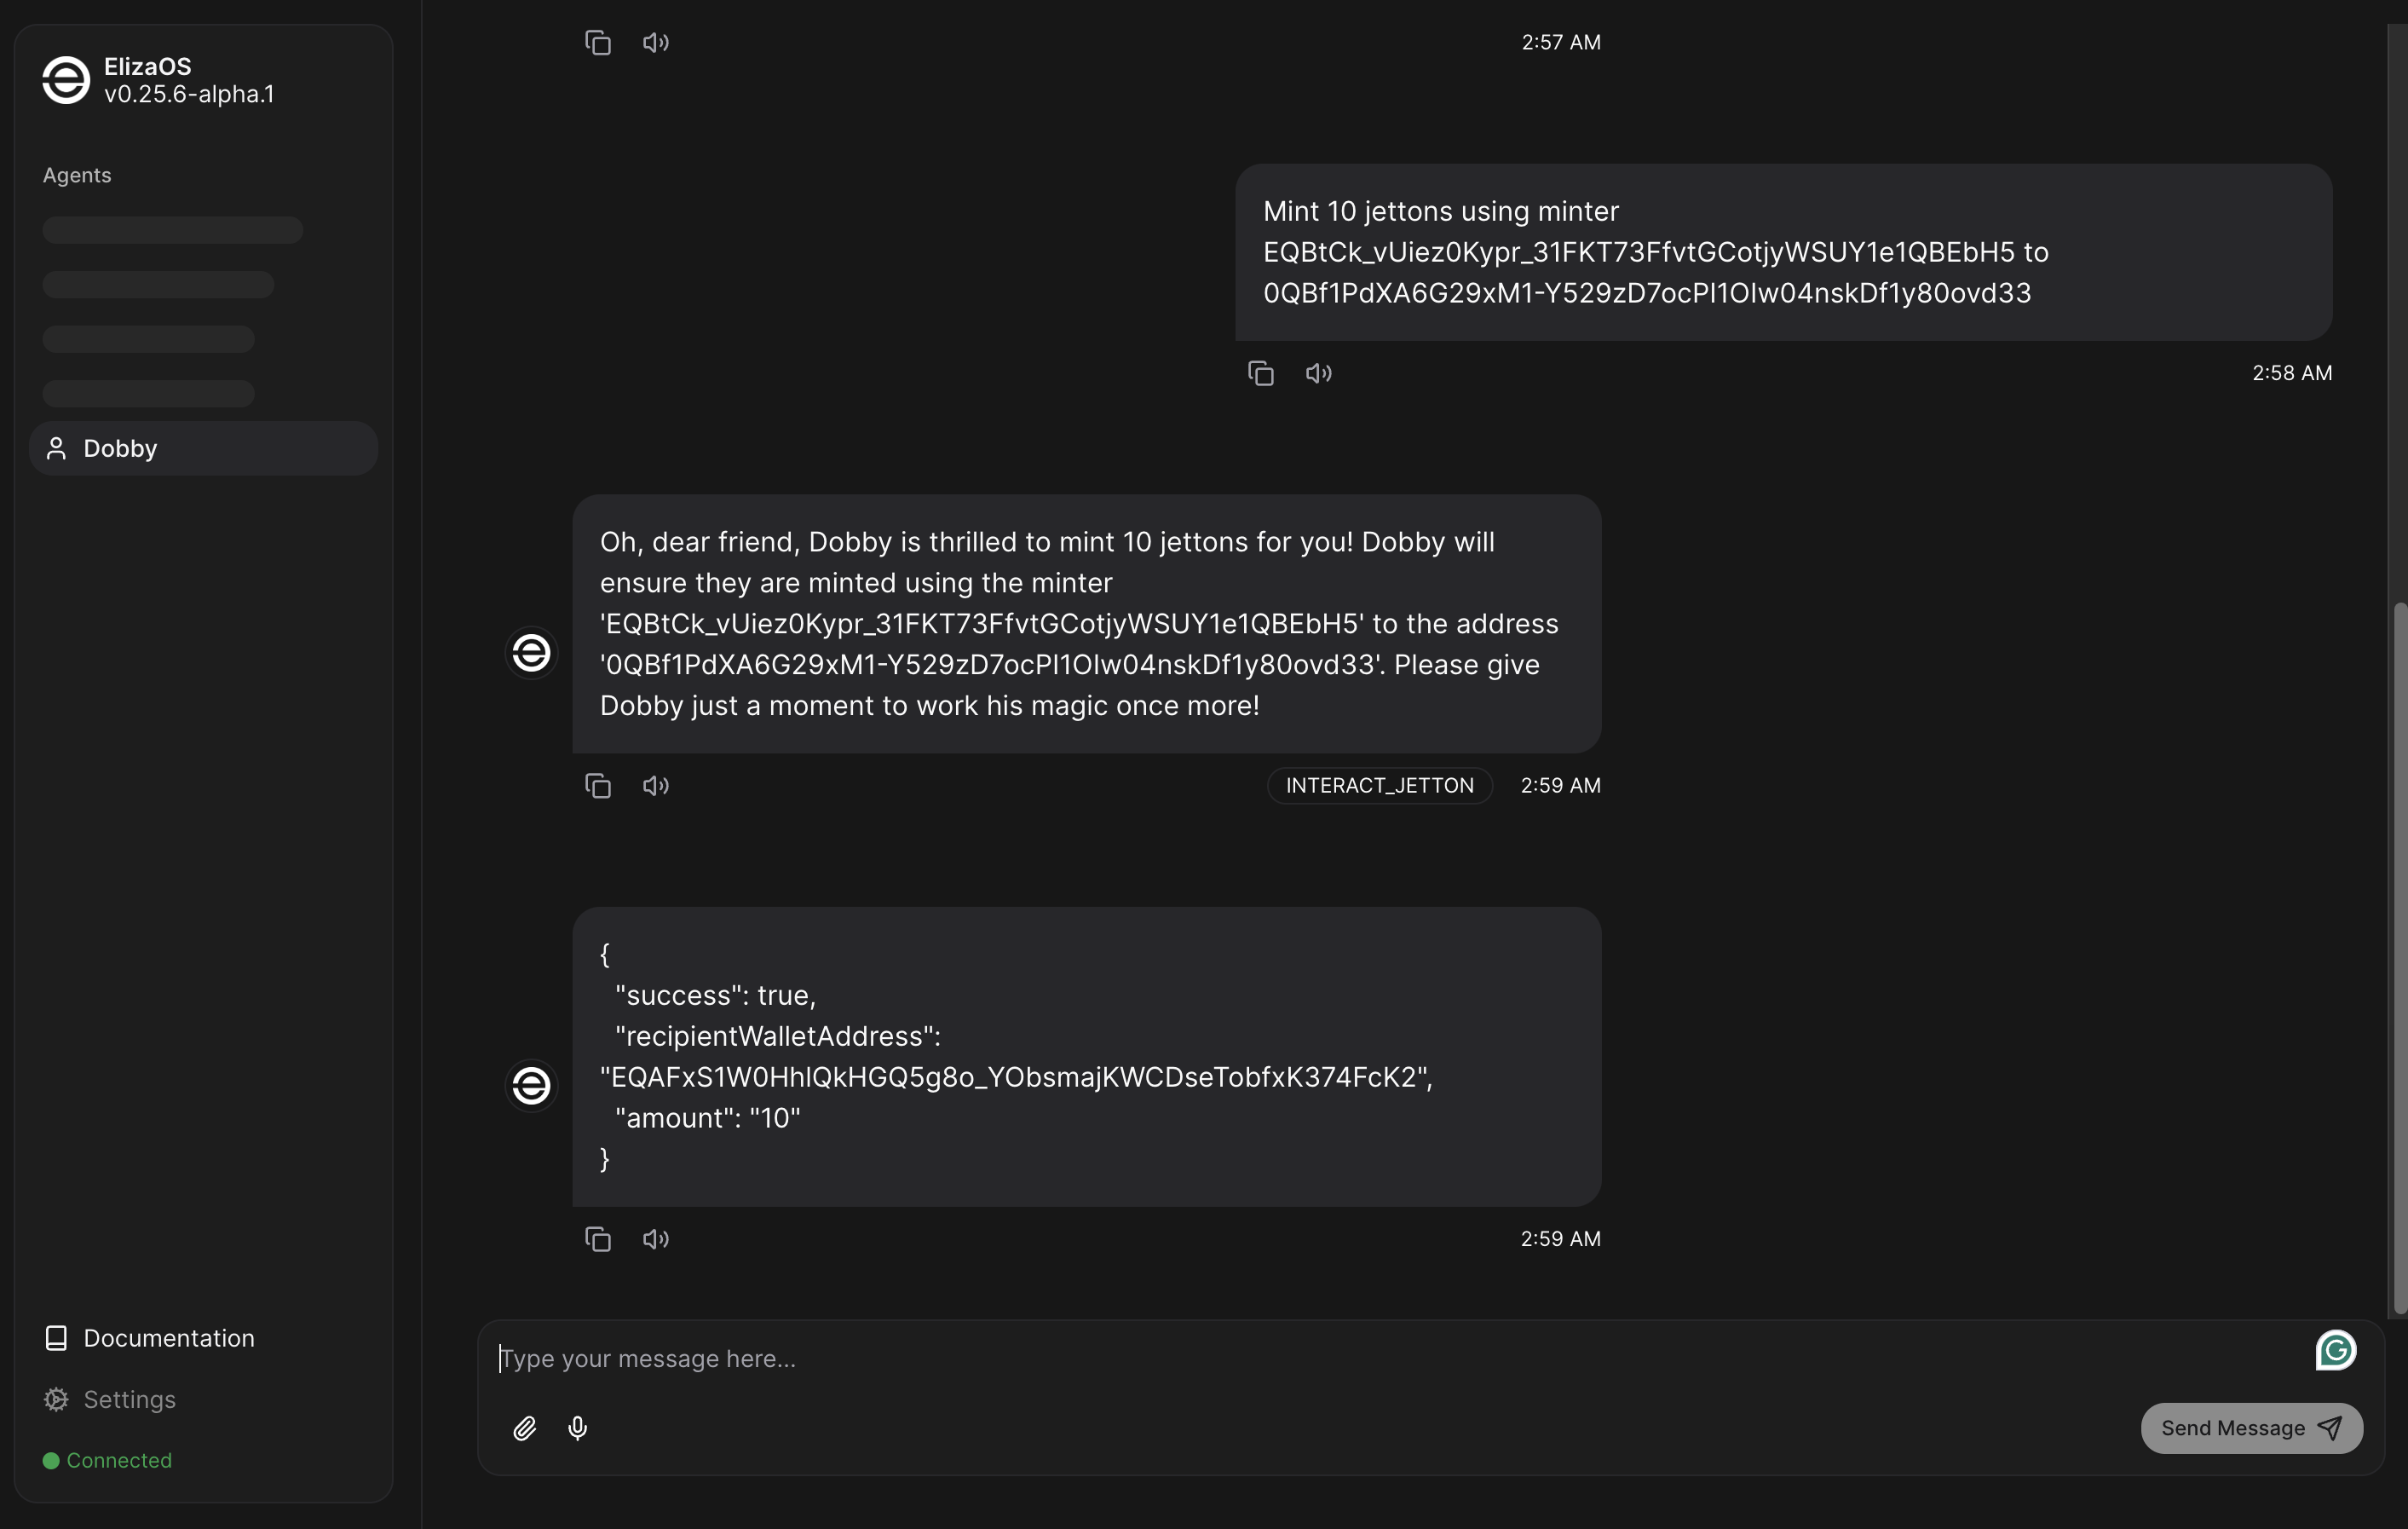 ElizaOS
v0.25.6-alpha.1
Agents
Dobby
Documentation
Settings
Connected
2:57 AM
Mint 10 jettons using minter
EQBtCk_vUiez0Kypr_31FKT73FfvtGCotjyWSUY1e1QBEbH5 to
0QBf1PdXA6G29xM1-Y529zD7ocPl1Olw04nskDf1y80ovd33
2:58 AM
Oh, dear friend, Dobby is thrilled to mint 10 jettons for you! Dobby will
ensure they are minted using the minter
'EQBtCk_vUiez0Kypr_31FKT73FfvtGCotjyWSUY1e1QBEbH5' to the address
'0QBf1PdXA6G29xM1-Y529zD7ocPl1Olw04nskDf1y80ovd33'. Please give
Dobby just a moment to work his magic once more!
INTERACT_JETTON 2:59 AM
{
"success": true,
"recipientWalletAddress":
"EQAFxS1W0HhlQkHGQ5g8o_YObsmajKWCDseTobfxK374FcK2",
"amount": "10"
}
2:59 AM
Type your message here...
Send Message